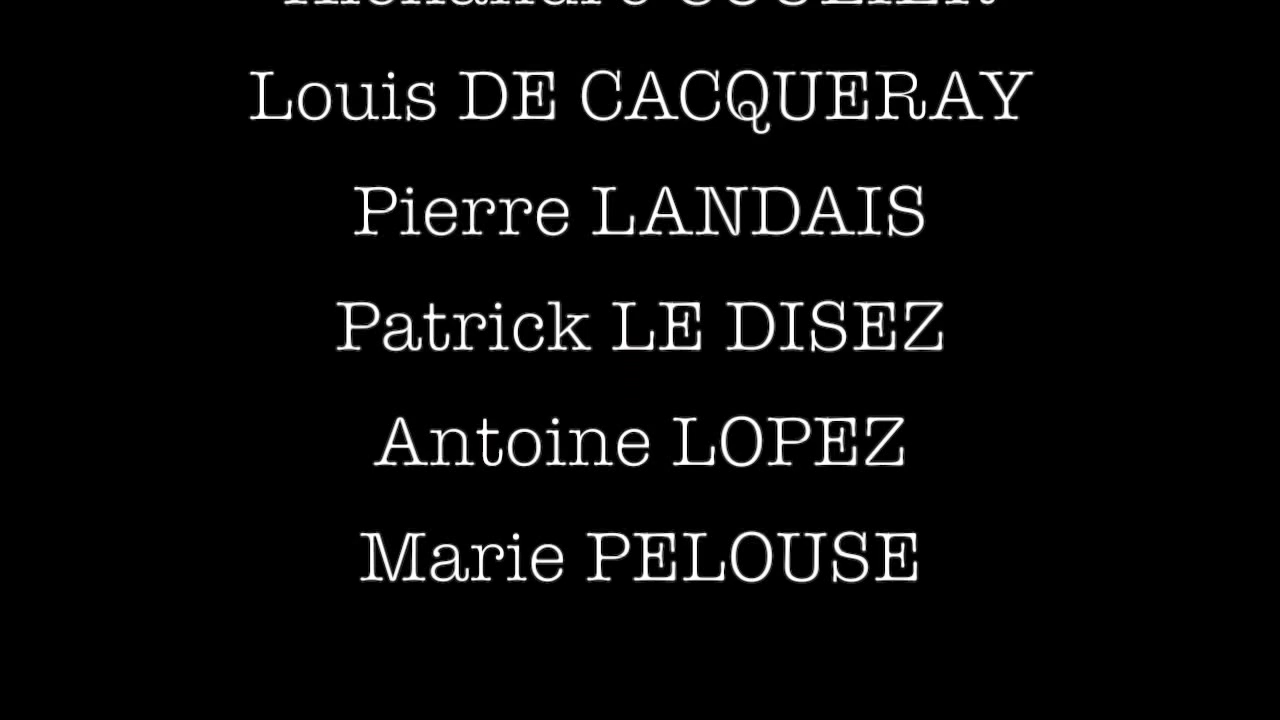 Louis DE CACQUERAY
Pierre LANDAIS
Patrick LE DISEZ
Antoine LOPEZ
Marie PELOUSE